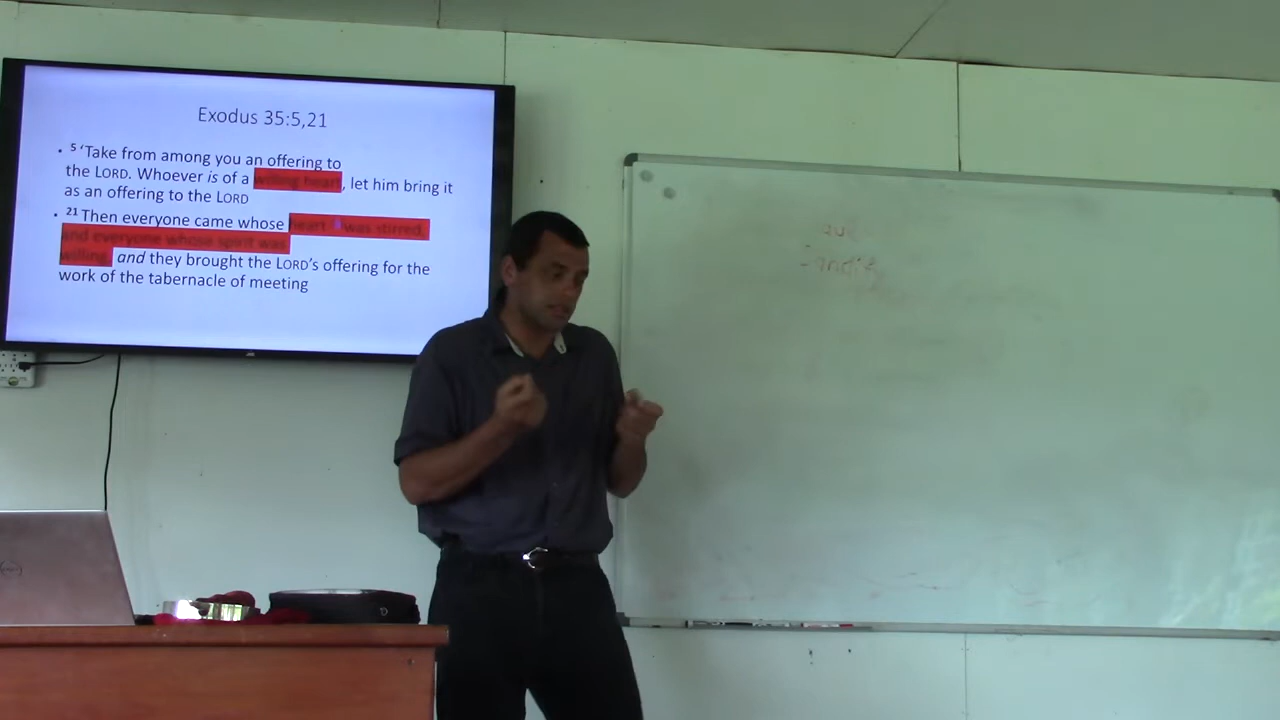 Exodus 35:5,21
• 5 'Take from among you an offering to
the LORD. Whoever is of a willing heart, let him bring it
as an offering to the LORD
• 21 Then everyone came whose heart was stirred,
and everyone whose spirit was
willing, and they brought the LORD's offering for the
work of the tabernacle of meeting